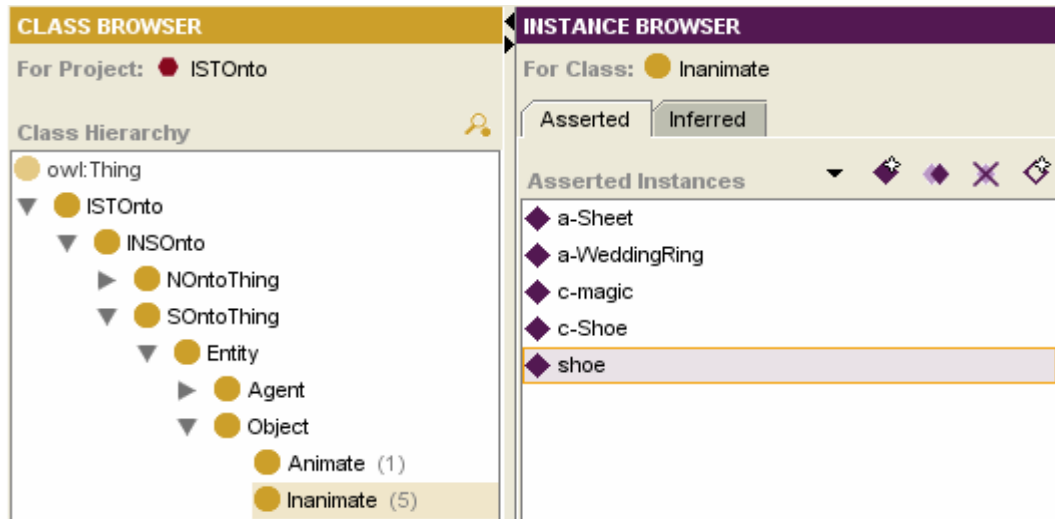 CLASS BROWSER
For Project: ISTOnto
Class Hierarchy
owl:Thing
ISTOnto
INSOnto
NOntoThing
SOntoThing
Entity
Agent
Object
Animate (1)
Inanimate (5)
INSTANCE BROWSER
For Class: Inanimate
Asserted Inferred
Asserted Instances
a-Sheet
a-WeddingRing
c-magic
c-Shoe
shoe